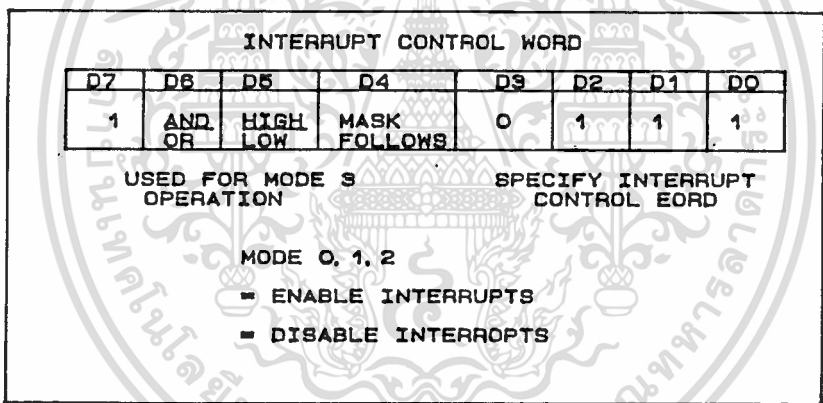 INTERRUPT CONTROL WORD
D7 D6 D5 D4 D3 D2 D1 D0
1 AND OR HIGH LOW MASK FOLLOWS 0 1 1 1
USED FOR MODE 3 OPERATION
SPECIFY INTERRUPT CONTROL EORD
MODE 0, 1, 2
= ENABLE INTERRUPTS
= DISABLE INTERROPTS